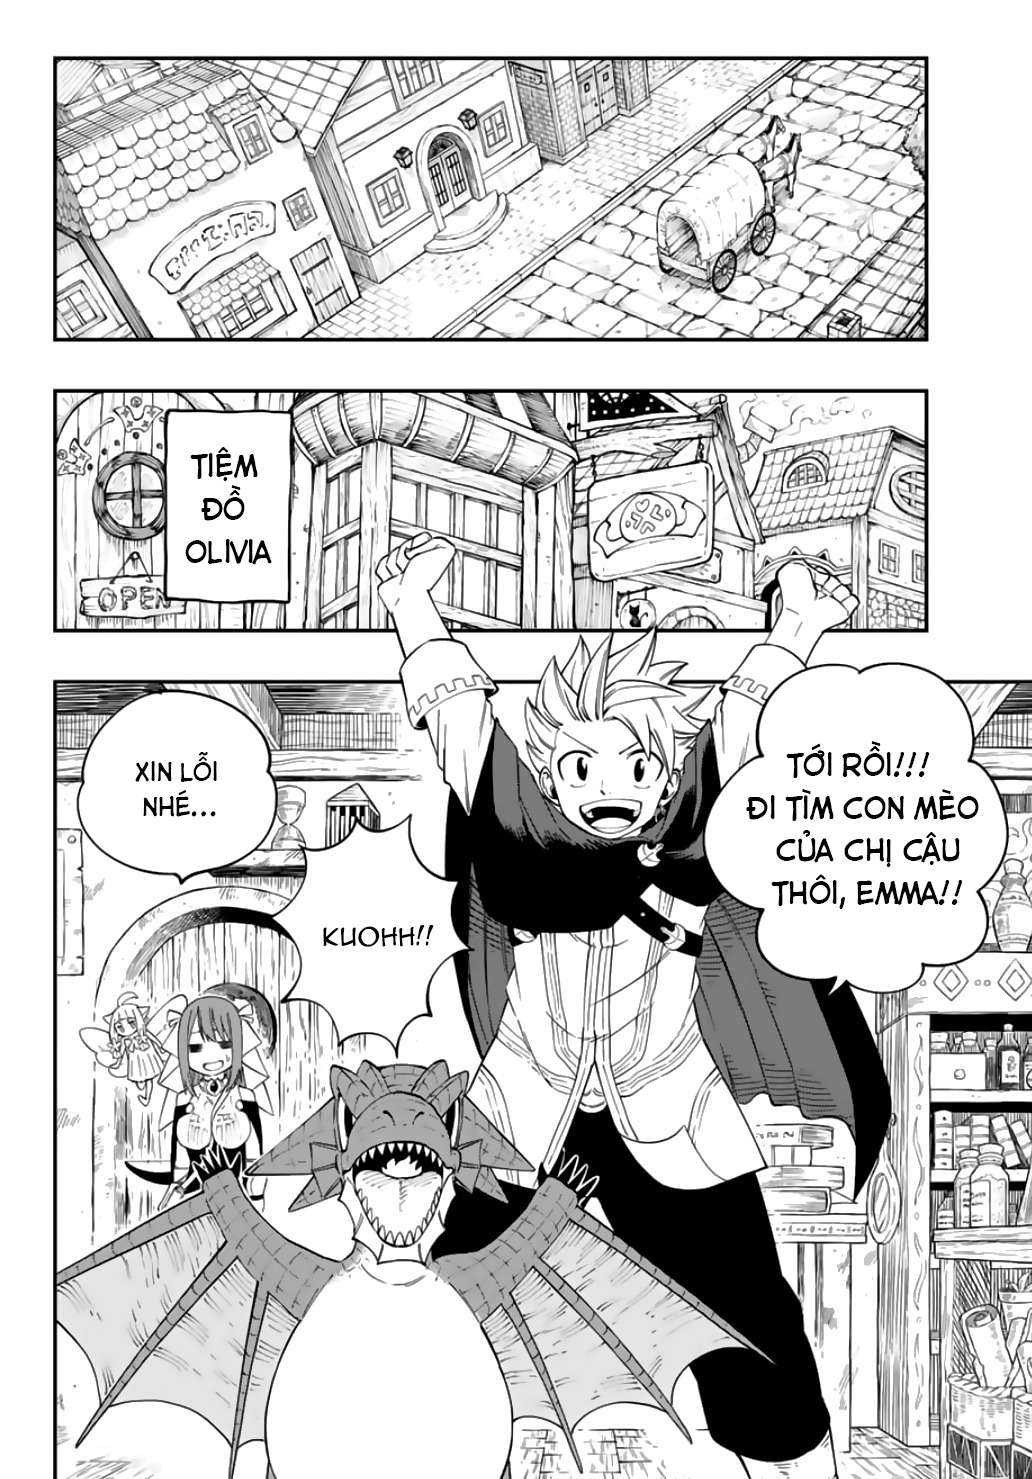 TIỆM
ĐỒ
OLIVIA
OPEN
TỚI RỒI!!!
ĐI TÌM CON MÈO
CỦA CHỊ CẬU
THÔI, EMMA!!
XIN LỖI
NHÉ...
KUOHH!!